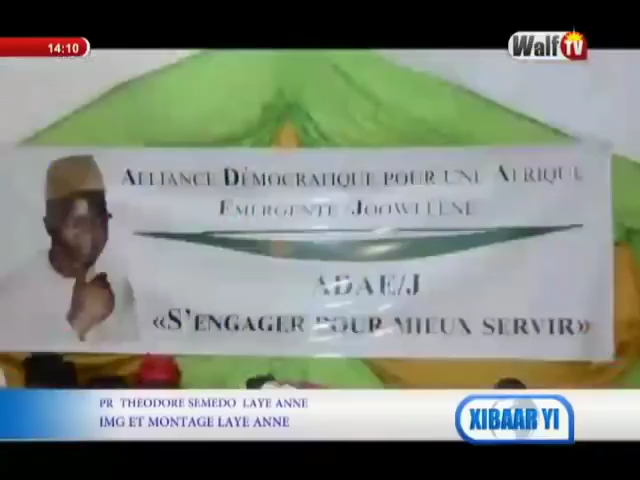 14:10
Walf TV
ALLIANCE DÉMOCRATIQUE POUR UNE AFRIQUE
EMERGENTE/JOOWLEENE
ADAE/J
«S'ENGAGER POUR MIEUX SERVIR»
PR THEODORE SEMEDO LAYE ANNE
IMG ET MONTAGE LAYE ANNE
XIBAAR YI